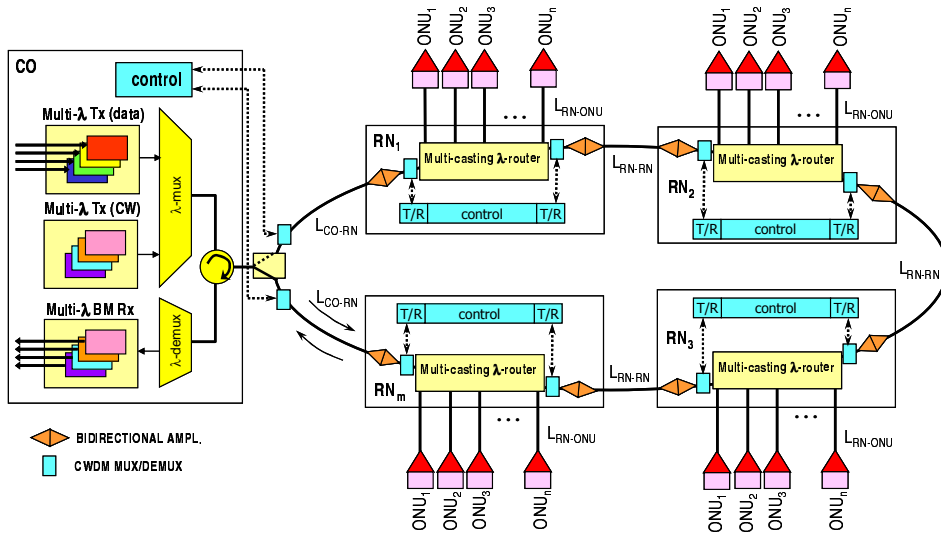 CO
control
Multi-λ Tx (data)
λ-mux
Multi-λ Tx (CW)
Multi-λ BM Rx
λ-demux
BIDIRECTIONAL AMPL.
CWDM MUX/DEMUX
L_CO-RN
L_CO-RN
ONU₁ ONU₂ ONU₃ ONUₙ
... L_RN-ONU
RN₁
Multi-casting λ-router
T/R control T/R
L_RN-RN
ONU₁ ONU₂ ONU₃ ONUₙ
... L_RN-ONU
Multi-casting λ-router
RN₂
T/R control T/R
L_RN-RN
T/R control T/R
RN₃
Multi-casting λ-router
... L_RN-ONU
ONU₁ ONU₂ ONU₃ ONUₙ
L_RN-RN
T/R control T/R
Multi-casting λ-router
RNₘ
... L_RN-ONU
ONU₁ ONU₂ ONU₃ ONUₙ